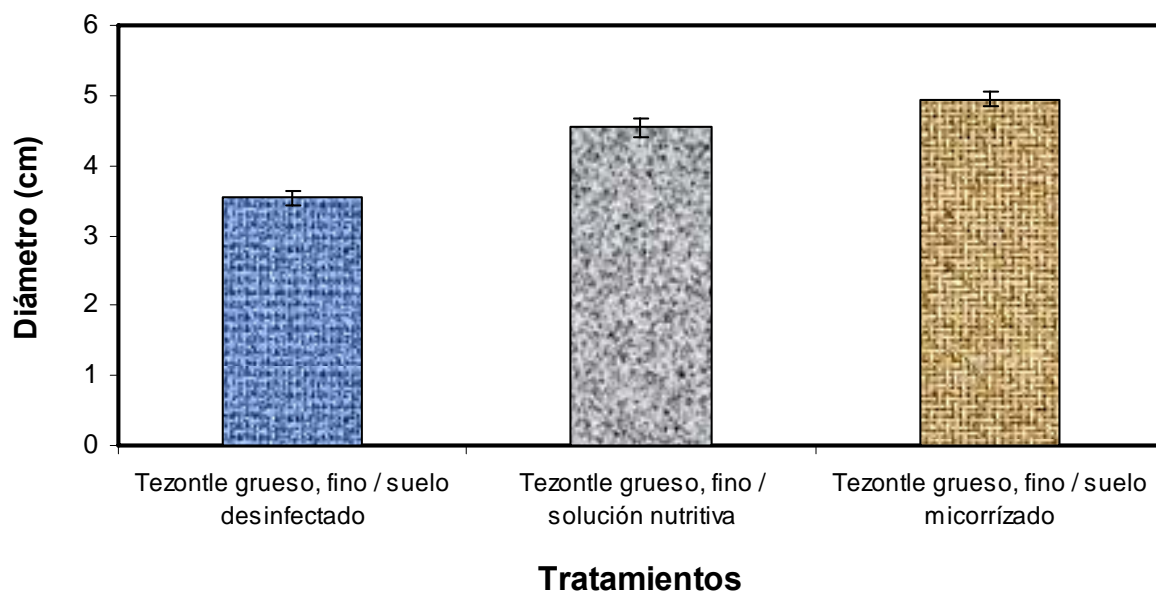 6
5
4
3
2
1
0
Diámetro (cm)
Tezontle grueso, fino / suelo
desinfectado
Tezontle grueso, fino /
solución nutritiva
Tezontle grueso, fino / suelo
micorrízado
Tratamientos